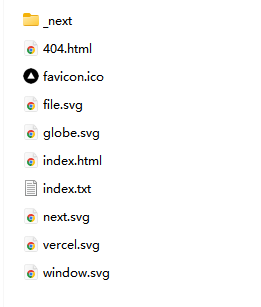 _next
404.html
favicon.ico
file.svg
globe.svg
index.html
index.txt
next.svg
vercel.svg
window.svg